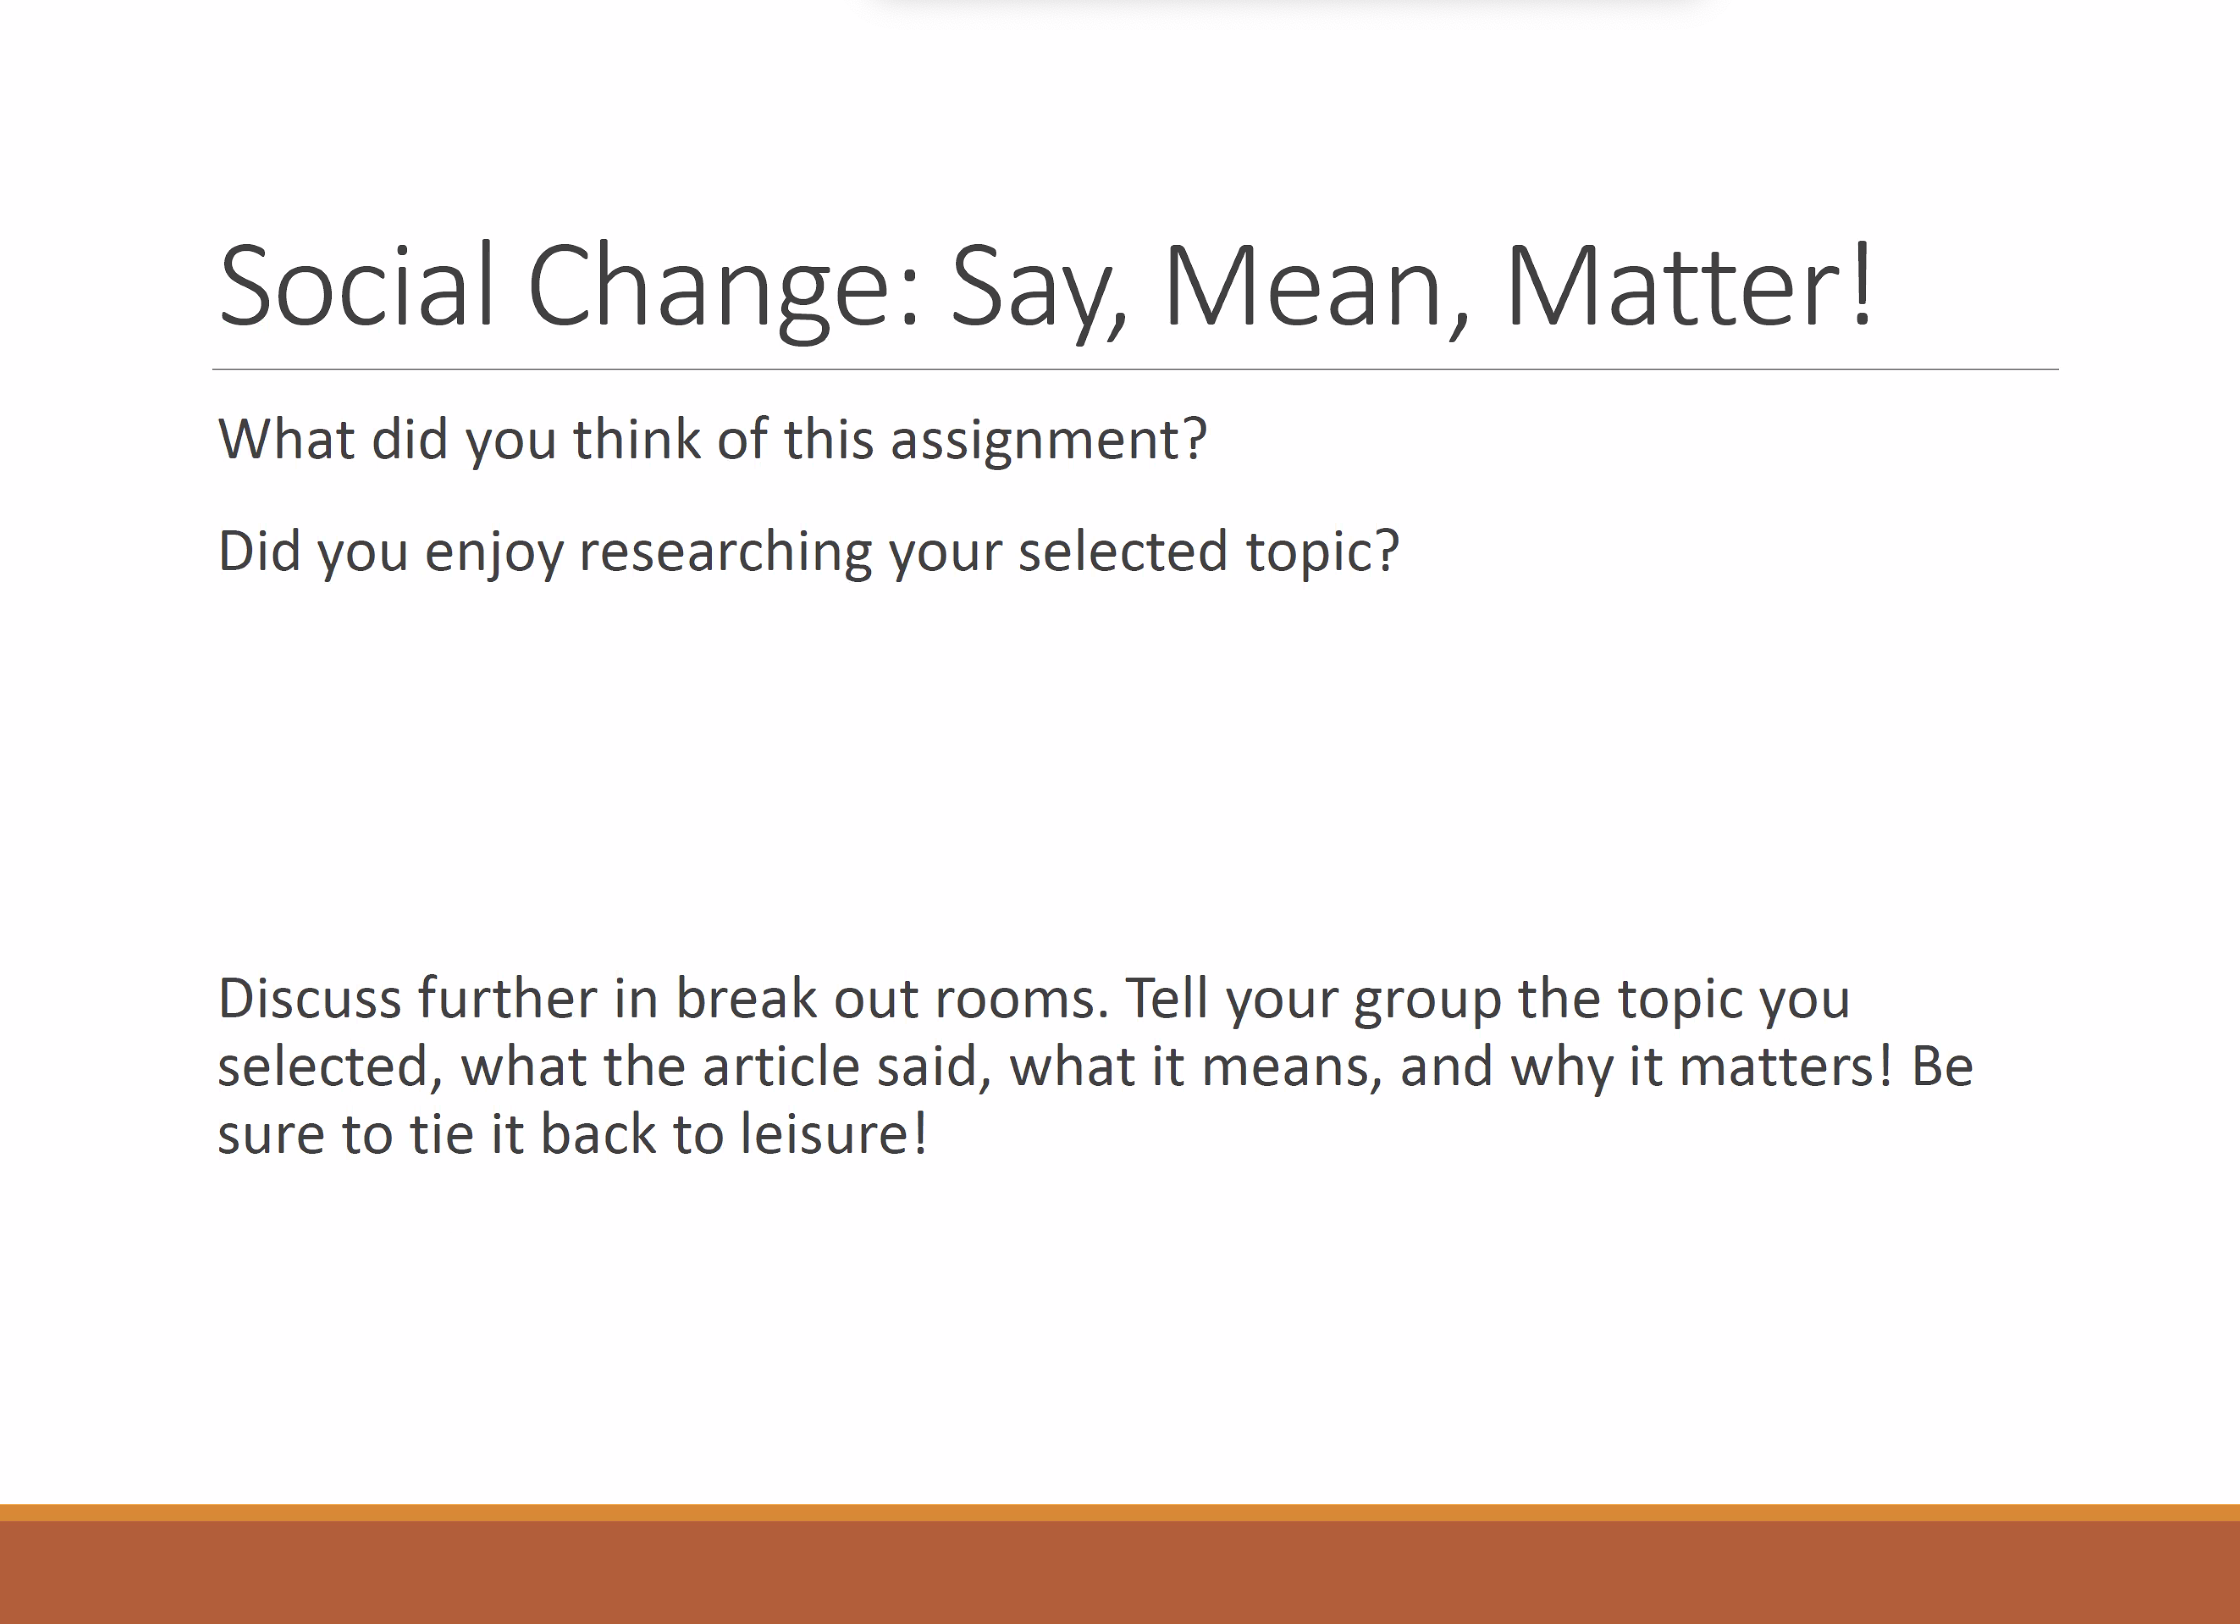 Social Change: Say, Mean, Matter!
What did you think of this assignment?
Did you enjoy researching your selected topic?
Discuss further in break out rooms. Tell your group the topic you
selected, what the article said, what it means, and why it matters! Be
sure to tie it back to leisure!